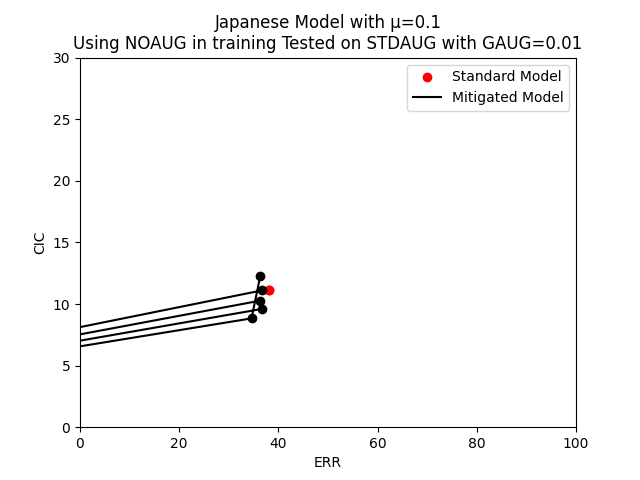 Japanese Model with μ=0.1
Using NOAUG in training Tested on STDAUG with GAUG=0.01
Standard Model
Mitigated Model
30
25
20
15
10
5
0
CIC
0 20 40 60 80 100
ERR